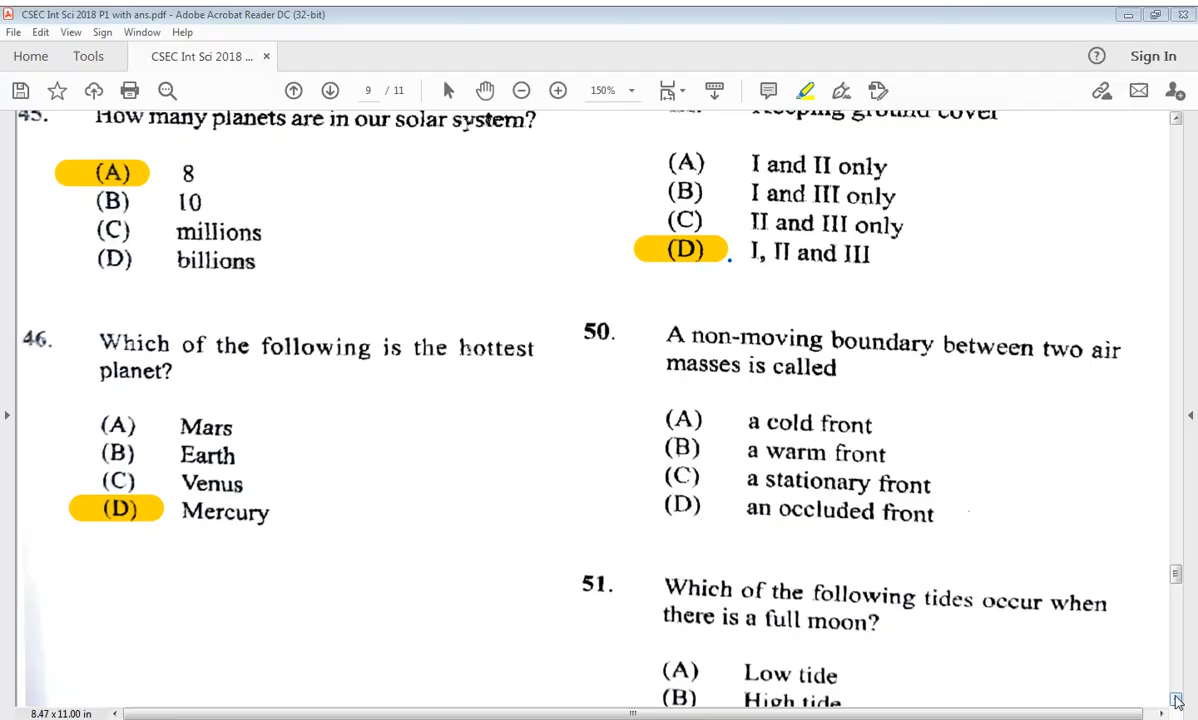 CSEC Int Sci 2018 P1 with ans.pdf - Adobe Acrobat Reader DC (32-bit)
File Edit View Sign Window Help
Home Tools CSEC Int Sci 2018 ... × Sign In
9 / 11 150%
45. How many planets are in our solar system?
(A) 8
(B) 10
(C) millions
(D) billions
46. Which of the following is the hottest
planet?
(A) Mars
(B) Earth
(C) Venus
(D) Mercury
Keeping ground cover
(A) I and II only
(B) I and III only
(C) II and III only
(D) I, II and III
50. A non-moving boundary between two air
masses is called
(A) a cold front
(B) a warm front
(C) a stationary front
(D) an occluded front
51. Which of the following tides occur when
there is a full moon?
(A) Low tide
(B) High tide
8.47 x 11.00 in